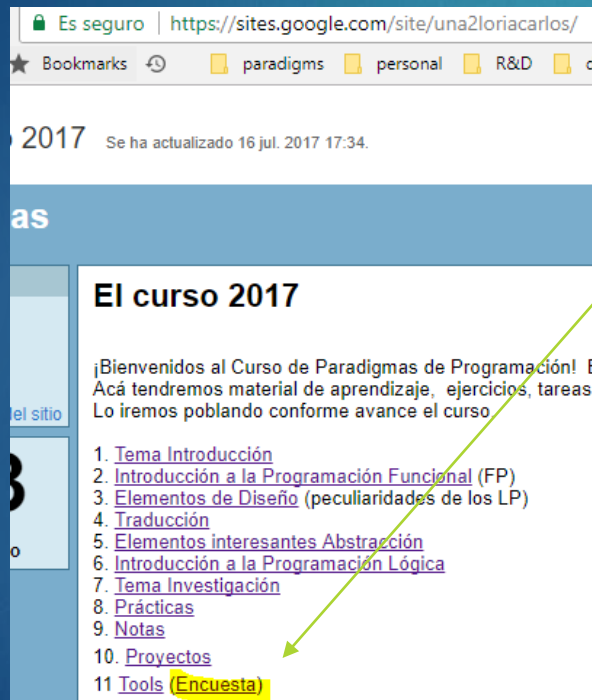 Es seguro | https://sites.google.com/site/una2loriacarlos/
Bookmarks paradigms personal R&D
2017 Se ha actualizado 16 jul. 2017 17:34.
as
El curso 2017
¡Bienvenidos al Curso de Paradigmas de Programación! E
Acá tendremos material de aprendizaje, ejercicios, tareas
Lo iremos poblando conforme avance el curso.
del sitio
1. Tema Introducción
2. Introducción a la Programación Funcional (FP)
3. Elementos de Diseño (peculiaridades de los LP)
4. Traducción
5. Elementos interesantes Abstracción
6. Introducción a la Programación Lógica
7. Tema Investigación
8. Prácticas
9. Notas
10. Proyectos
11 Tools (Encuesta)